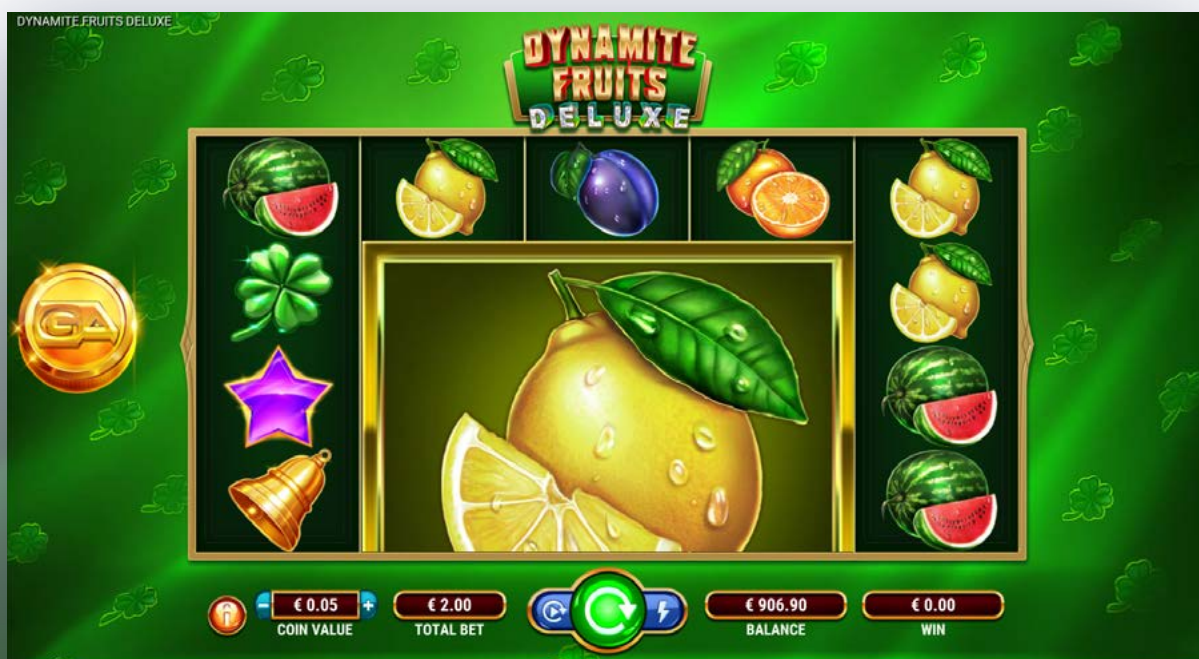 DYNAMITE FRUITS DELUXE
DYNAMITE
FRUITS
DELUXE
GA
€ 0.05
COIN VALUE
€ 2.00
TOTAL BET
€ 906.90
BALANCE
€ 0.00
WIN